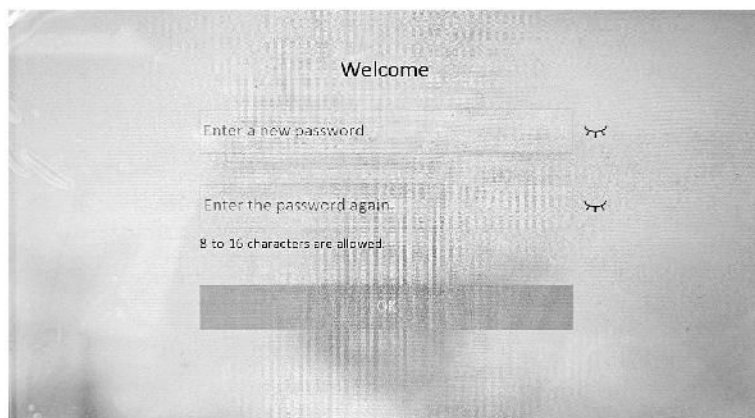 Welcome
Enter a new password
Enter the password again
8 to 16 characters are allowed.
OK